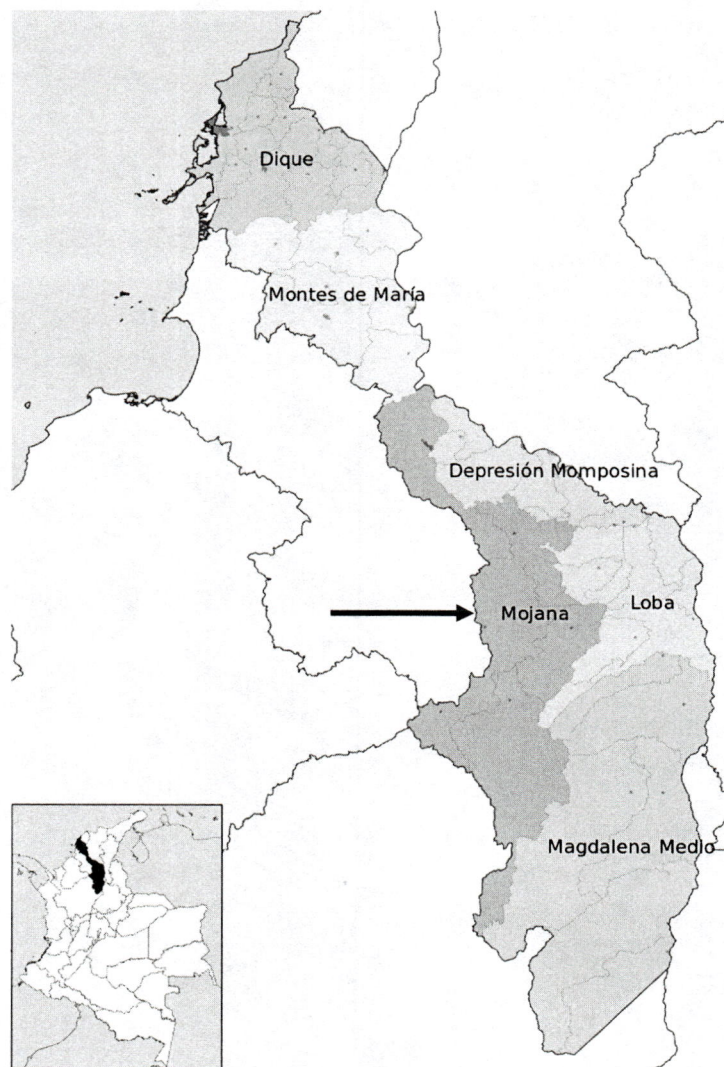 Dique
Montes de María
Depresión Momposina
Mojana
Loba
Magdalena Medio